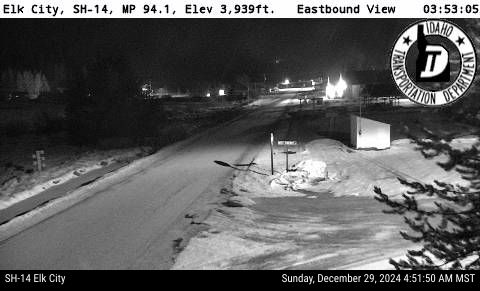 Elk City, SH-14, MP 94.1, Elev 3,939ft. Eastbound View 03:53:05
IDAHO
TRANSPORTATION DEPARTMENT
SH-14 Elk City Sunday, December 29, 2024 4:51:50 AM MST